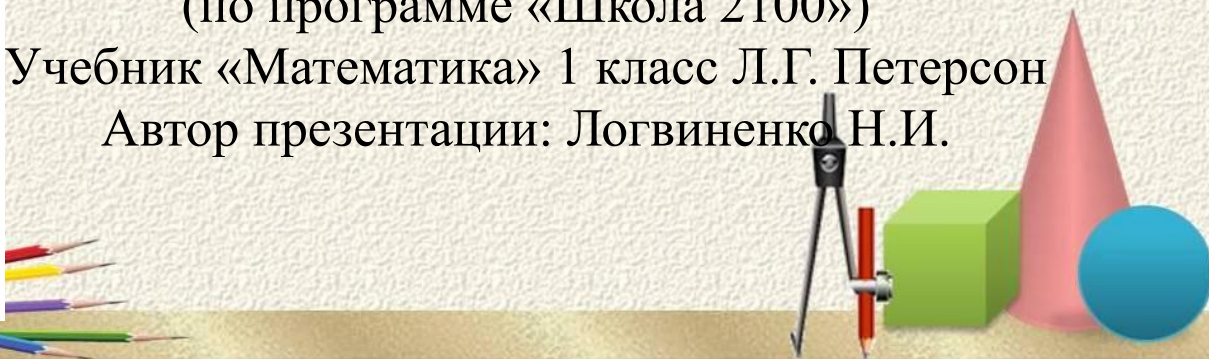 (по программе «Школа 2100»)
Учебник «Математика» 1 класс Л.Г. Петерсон
Автор презентации: Логвиненко Н.И.